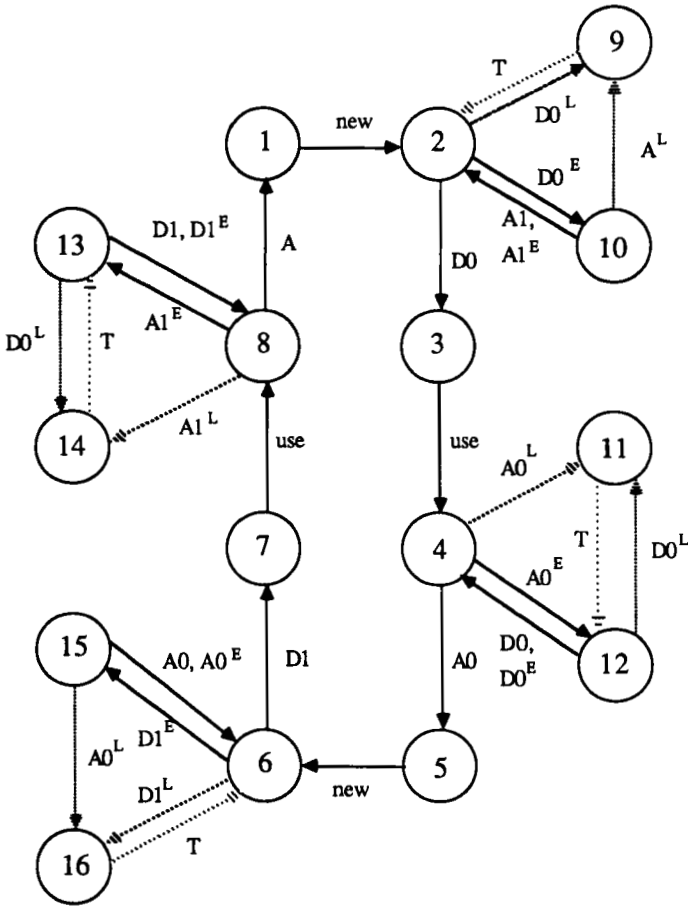 9
T
D0 L
new
1
2
A L
D0 E
A1,
A1 E
13
D1, D1 E
A
D0
10
A1 E
D0 L
T
8
3
A1 L
14
use
use
A0 L
11
7
4
T
D0 L
A0 E
15
A0, A0 E
D1
A0
D0,
D0 E
12
A0 L
D1 E
6
5
D1 L
new
T
16